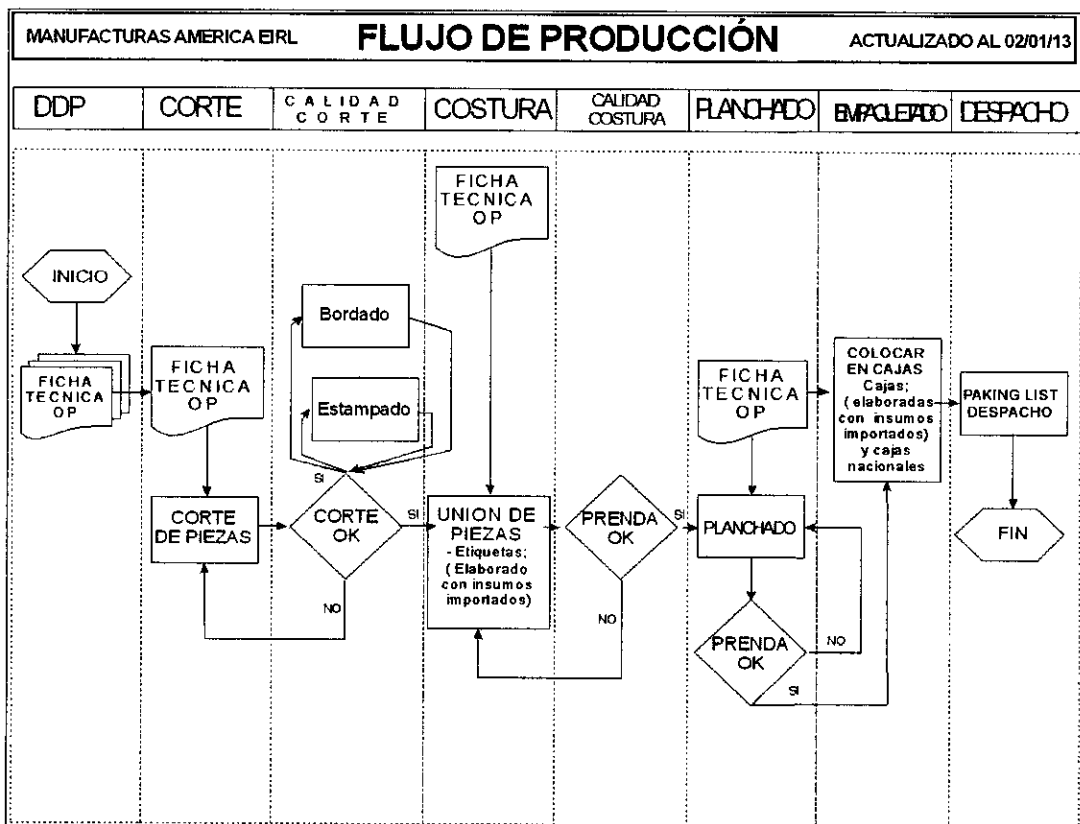 MANUFACTURAS AMERICA EIRL
FLUJO DE PRODUCCIÓN
ACTUALIZADO AL 02/01/13
DDP
CORTE
CALIDAD
CORTE
COSTURA
CALIDAD
COSTURA
PLANCHADO
EMPAQUETADO
DESPACHO
INICIO
FICHA
TECNICA
OP
FICHA
TECNICA
OP
CORTE
DE PIEZAS
Bordado
Estampado
SI
CORTE
OK
SI
NO
FICHA
TECNICA
OP
UNION DE
PIEZAS
- Etiquetas;
(Elaborado
con insumos
importados)
PRENDA
OK
SI
NO
FICHA
TECNICA
OP
PLANCHADO
PRENDA
OK
NO
SI
COLOCAR
EN CAJAS
Cajas;
(elaboradas
con insumos
importados)
y cajas
nacionales
PAKING LIST
DESPACHO
FIN